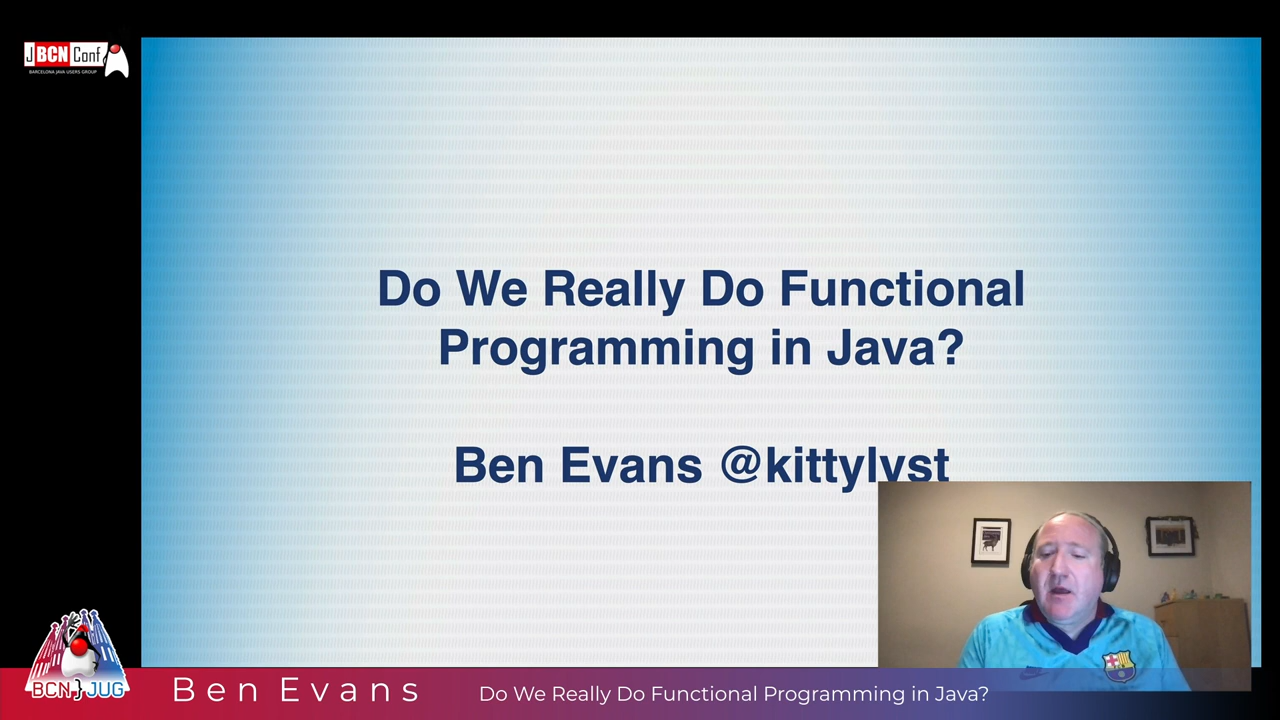 JBCNConf
BARCELONA JAVA USERS GROUP
Do We Really Do Functional
Programming in Java?
Ben Evans @kittylyst
BCN}JUG
Ben Evans
Do We Really Do Functional Programming in Java?